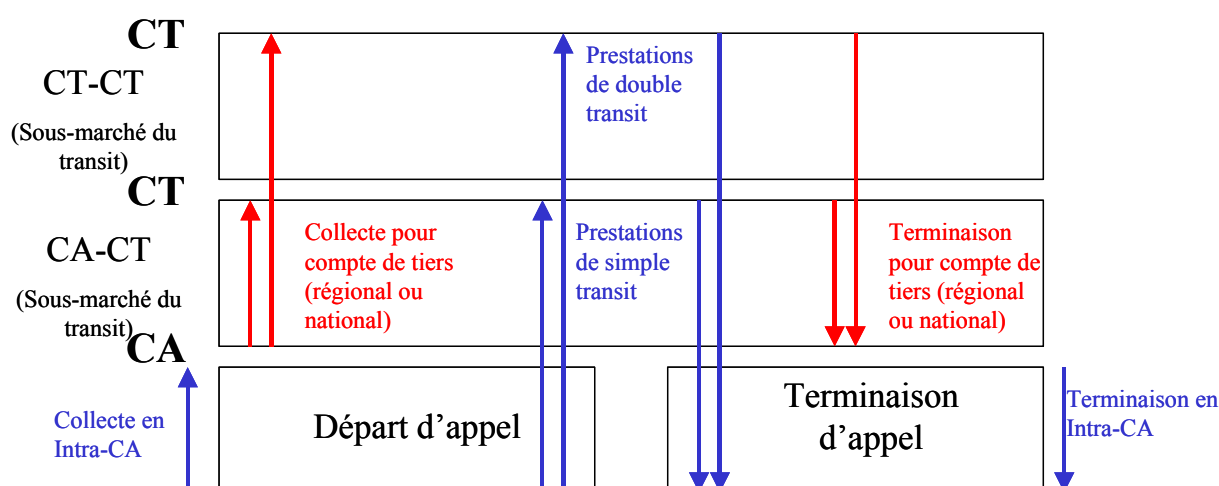 CT
CT-CT
(Sous-marché du
transit)
Prestations
de double
transit
CT
CA-CT
(Sous-marché du
transit)
Collecte pour
compte de tiers
(régional ou
national)
Prestations
de simple
transit
Terminaison
pour compte de
tiers (régional
ou national)
CA
Collecte en
Intra-CA
Départ d’appel
Terminaison
d’appel
Terminaison en
Intra-CA